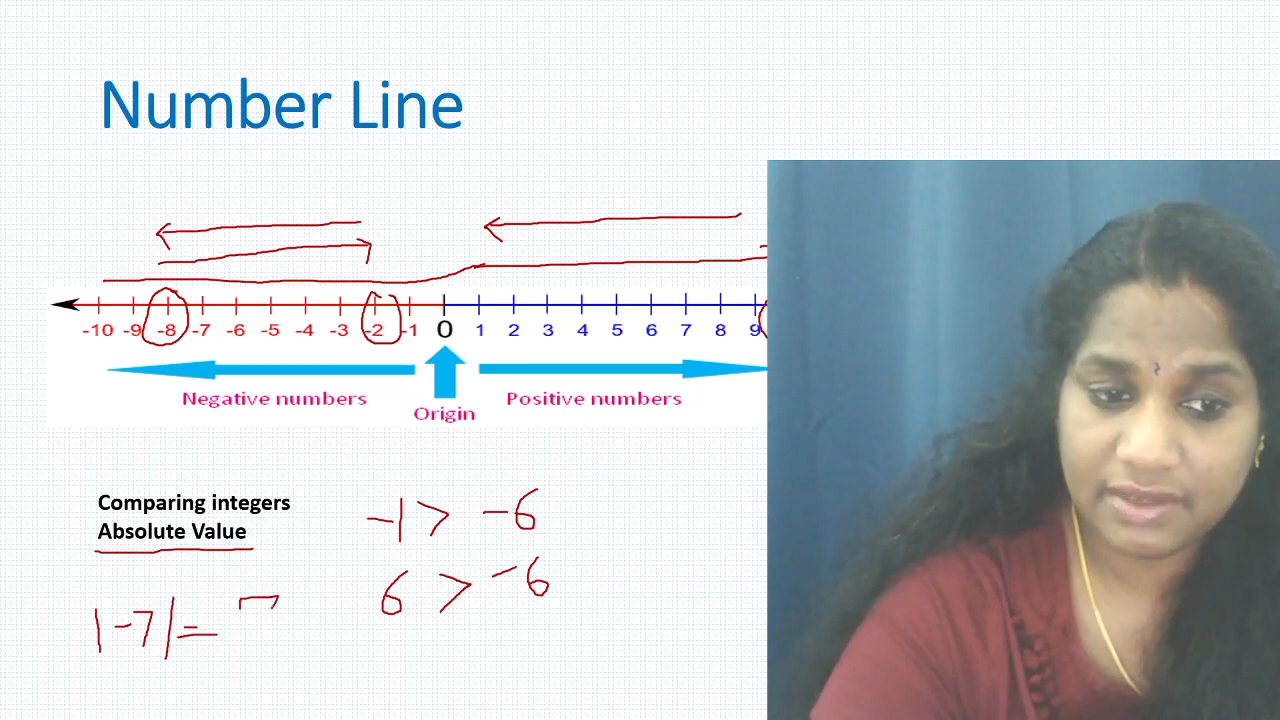 Number Line
-10 -9 -8 -7 -6 -5 -4 -3 -2 -1 0 1 2 3 4 5 6 7 8 9
Negative numbers
Origin
Positive numbers
Comparing integers
Absolute Value
-1 > -6
6 > -6
|-7| =